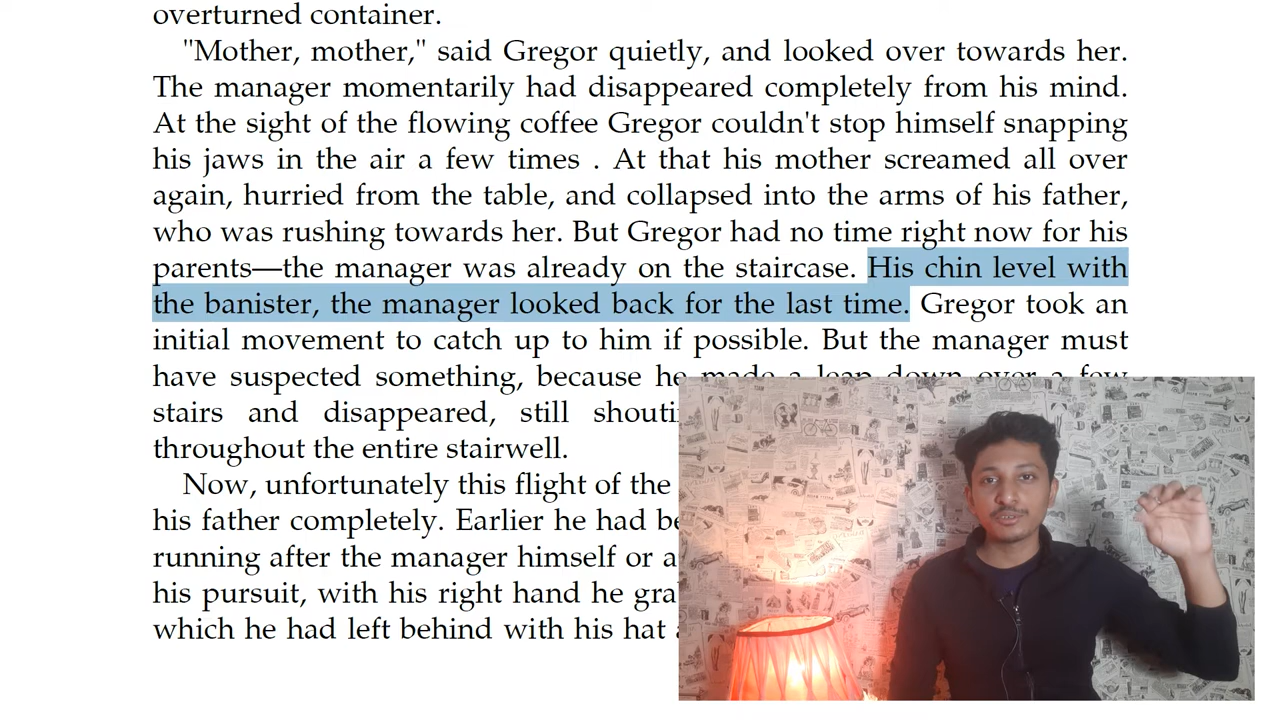 overturned container.
"Mother, mother," said Gregor quietly, and looked over towards her.
The manager momentarily had disappeared completely from his mind.
At the sight of the flowing coffee Gregor couldn't stop himself snapping
his jaws in the air a few times . At that his mother screamed all over
again, hurried from the table, and collapsed into the arms of his father,
who was rushing towards her. But Gregor had no time right now for his
parents—the manager was already on the staircase. His chin level with
the banister, the manager looked back for the last time. Gregor took an
initial movement to catch up to him if possible. But the manager must
have suspected something, because he made a leap down over a few
stairs and disappeared, still
throughout the entire stairwell.
Now, unfortunately this flight of the
his father completely. Earlier he had
running after the manager himself or
his pursuit, with his right hand he
which he had left behind with his hat